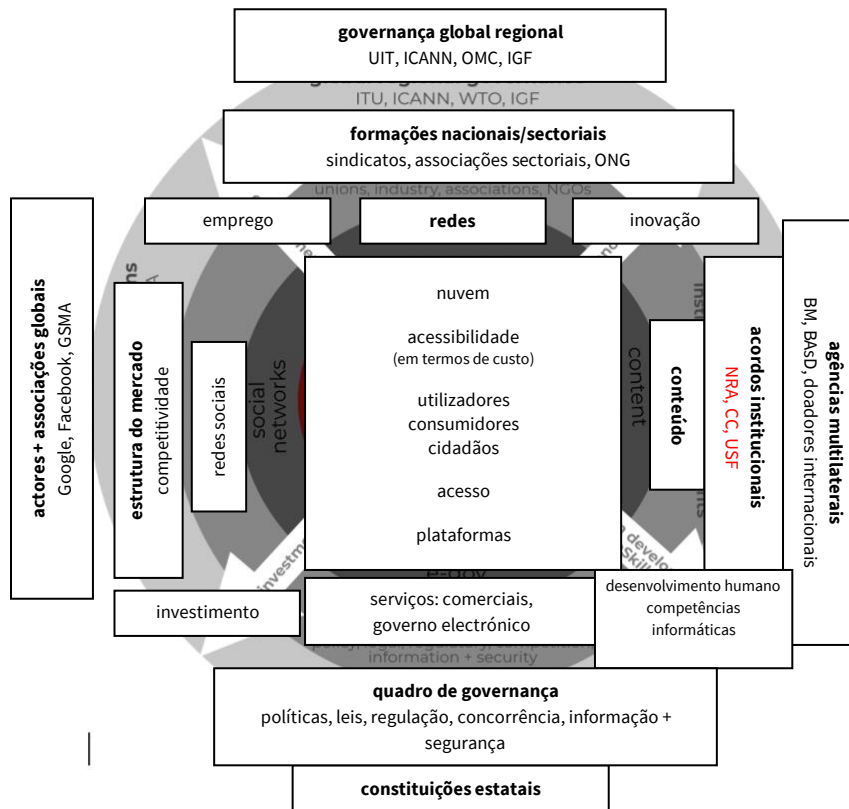 governança global regional
UIT, ICANN, OMC, IGF
ITU, ICANN, WTO, IGF
formações nacionais/sectoriais
sindicatos, associações sectoriais, ONG
unions, industry, associations, NGOs
emprego
redes
inovação
actores + associações globais
Google, Facebook, GSMA
estrutura do mercado
competitividade
redes sociais
social
networks
nuvem
acessibilidade
(em termos de custo)
utilizadores
consumidores
cidadãos
acesso
plataformas
content
conteúdo
acordos institucionais
NRA, CC, USF
agências multilaterais
BM, BAsD, doadores internacionais
investimento
serviços: comerciais,
governo electrónico
desenvolvimento humano
competências
informáticas
information + security
quadro de governança
políticas, leis, regulação, concorrência, informação +
segurança
constituições estatais